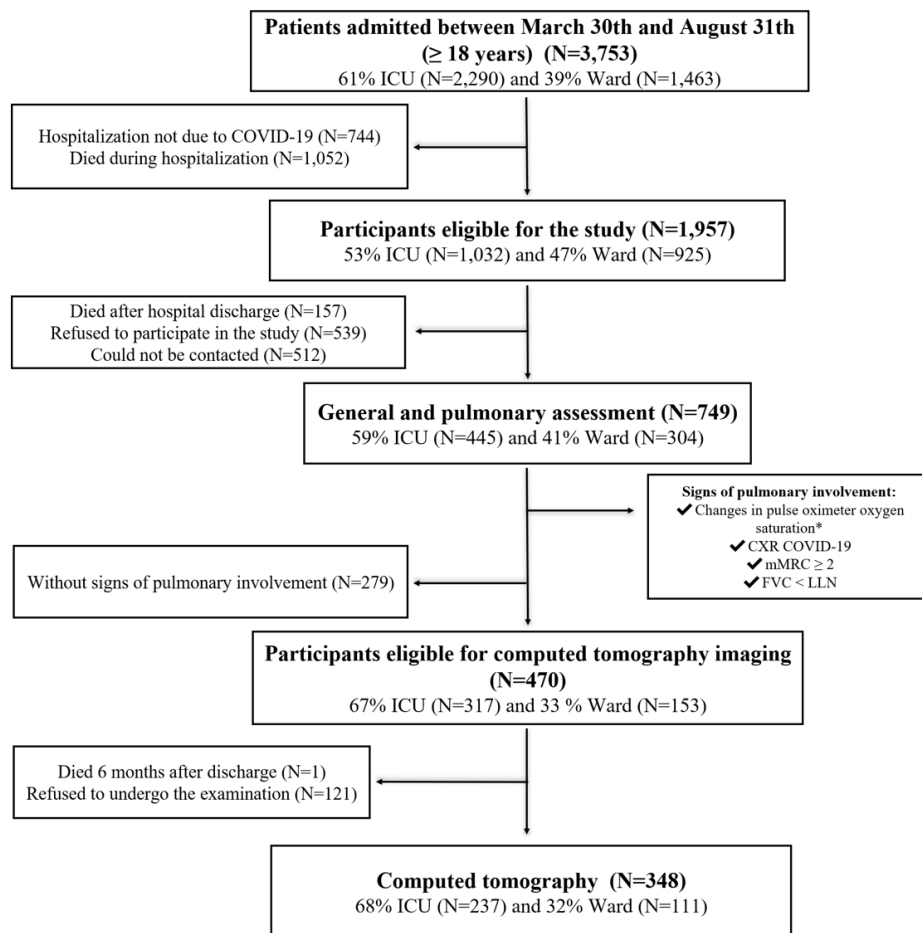 Patients admitted between March 30th and August 31th
(≥ 18 years) (N=3,753)
61% ICU (N=2,290) and 39% Ward (N=1,463)
Hospitalization not due to COVID-19 (N=744)
Died during hospitalization (N=1,052)
Participants eligible for the study (N=1,957)
53% ICU (N=1,032) and 47% Ward (N=925)
Died after hospital discharge (N=157)
Refused to participate in the study (N=539)
Could not be contacted (N=512)
General and pulmonary assessment (N=749)
59% ICU (N=445) and 41% Ward (N=304)
Signs of pulmonary involvement:
✔ Changes in pulse oximeter oxygen
saturation*
✔ CXR COVID-19
✔ mMRC ≥ 2
✔ FVC < LLN
Without signs of pulmonary involvement (N=279)
Participants eligible for computed tomography imaging
(N=470)
67% ICU (N=317) and 33 % Ward (N=153)
Died 6 months after discharge (N=1)
Refused to undergo the examination (N=121)
Computed tomography (N=348)
68% ICU (N=237) and 32% Ward (N=111)